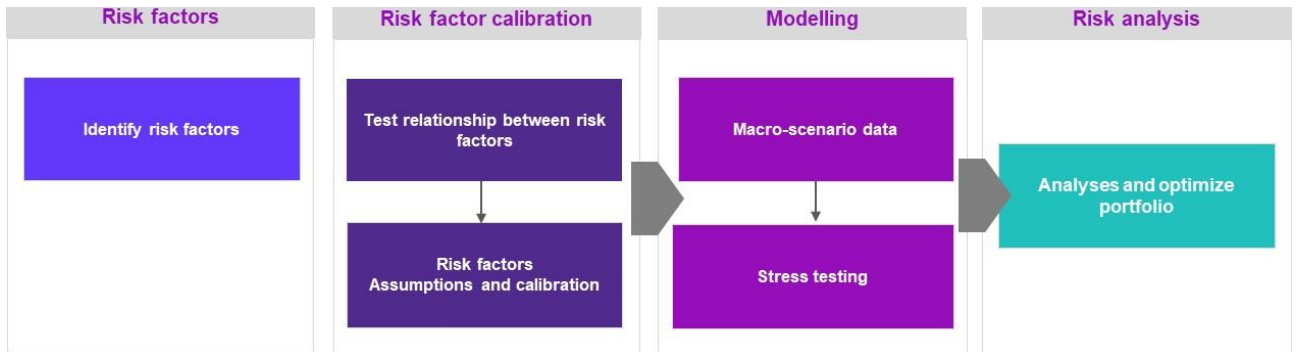 Risk factors
Risk factor calibration
Modelling
Risk analysis
Identify risk factors
Test relationship between risk
factors
Risk factors
Assumptions and calibration
Macro-scenario data
Stress testing
Analyses and optimize
portfolio